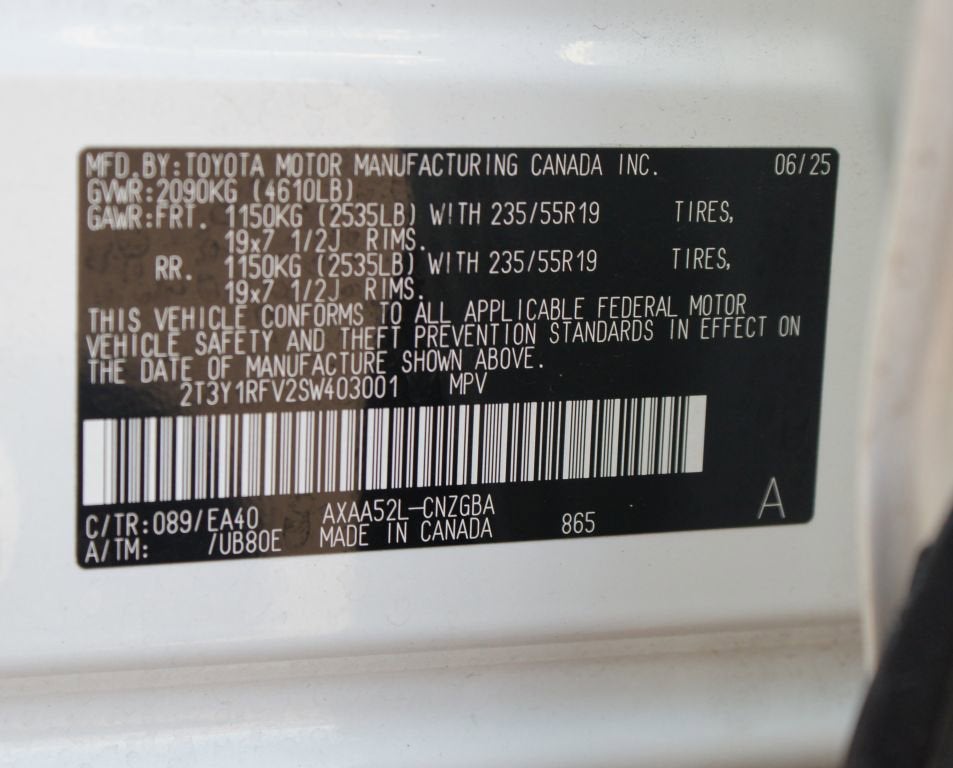 MFD.BY:TOYOTA MOTOR MANUFACTURING CANADA INC. 06/25
GVWR:2090KG (4610LB)
GAWR:FRT. 1150KG (2535LB) WITH 235/55R19 TIRES,
19x7 1/2J RIMS.
RR. 1150KG (2535LB) WITH 235/55R19 TIRES,
19x7 1/2J RIMS.
THIS VEHICLE CONFORMS TO ALL APPLICABLE FEDERAL MOTOR
VEHICLE SAFETY AND THEFT PREVENTION STANDARDS IN EFFECT ON
THE DATE OF MANUFACTURE SHOWN ABOVE.
2T3Y1RFV2SW403001 MPV
C/TR:089/EA40 AXAA52L-CNZGBA
A/TM: /UB80E MADE IN CANADA 865 A